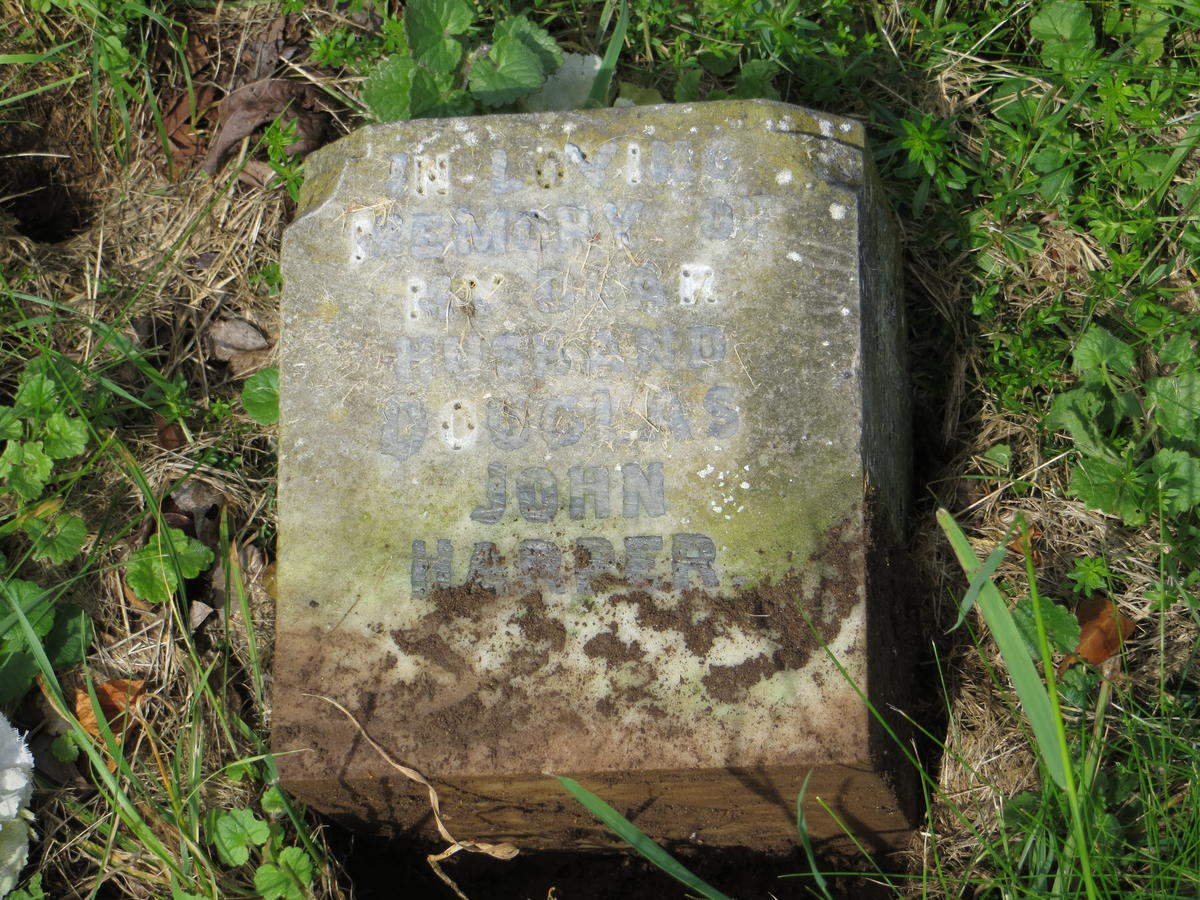 IN LOVING
MEMORY OF
MY DEAR
HUSBAND
DOUGLAS
JOHN
HARPER.